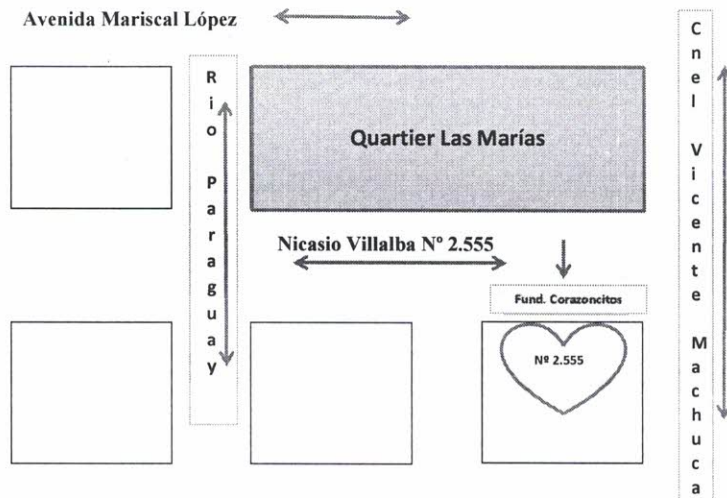 Avenida Mariscal López
Rio Paraguay
Cnel Vicente Machuca
Quartier Las Marías
Nicasio Villalba Nº 2.555
Fund. Corazoncitos
Nº 2.555